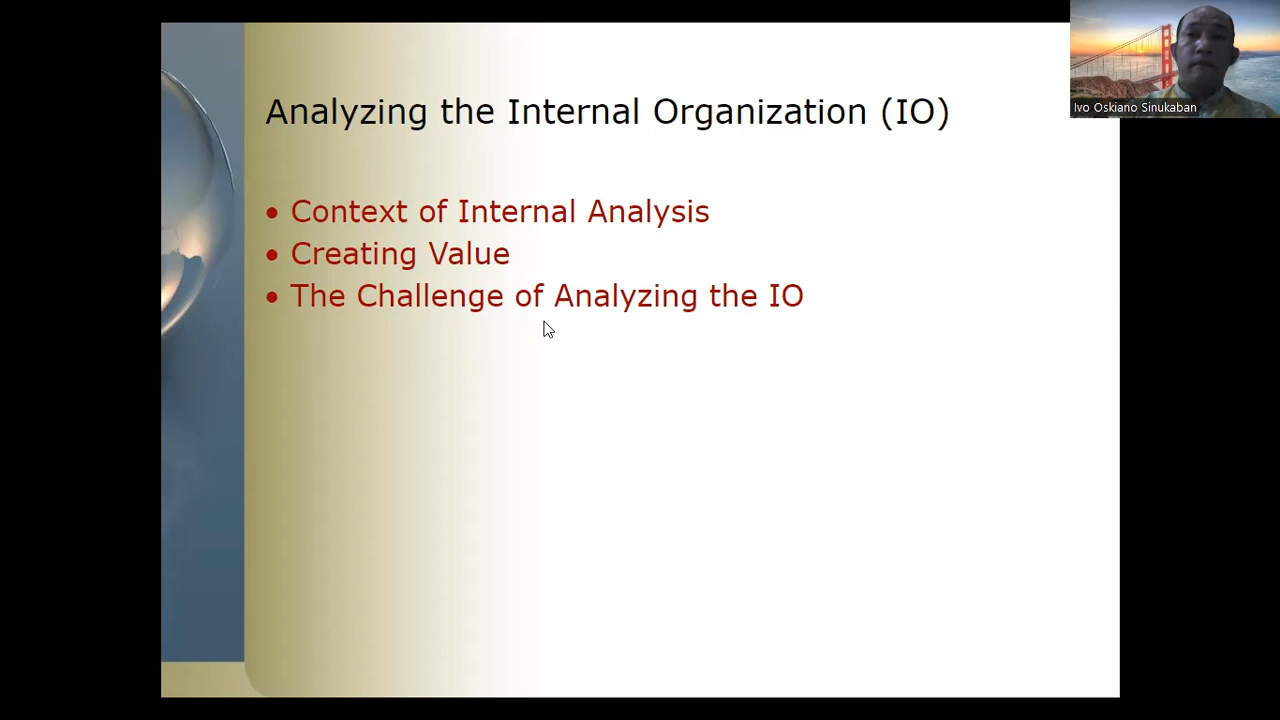 Analyzing the Internal Organization (IO)
• Context of Internal Analysis
• Creating Value
• The Challenge of Analyzing the IO
Ivo Oskiano Sinukaban